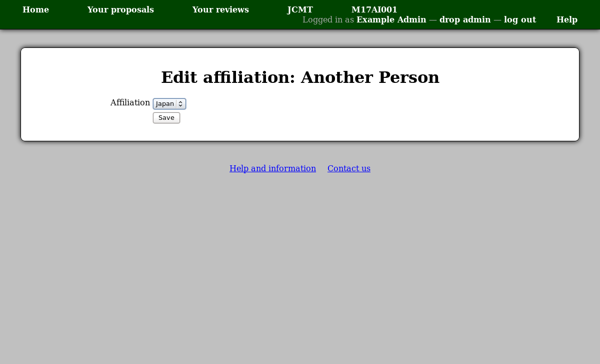 Home Your proposals Your reviews JCMT M17AI001
Logged in as Example Admin — drop admin — log out Help
Edit affiliation: Another Person
Affiliation Japan
Save
Help and information Contact us